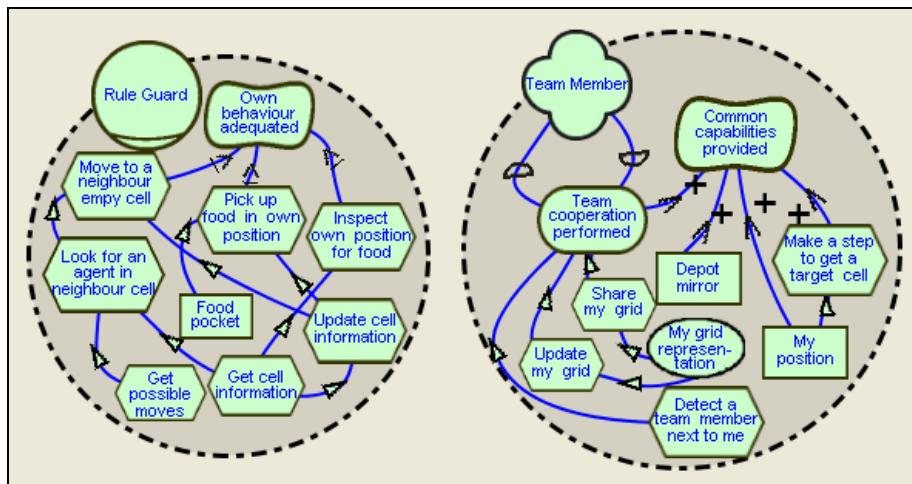 Rule Guard
Own
behaviour
adequated
Move to a
neighbour
empy cell
Pick up
food in own
position
Inspect
own position
for food
Look for an
agent in
neighbour cell
Food
pocket
Update cell
information
Get
possible
moves
Get cell
information
Team Member
Common
capabilities
provided
Team
cooperation
performed
Depot
mirror
Make a step
to get a
target cell
Share
my grid
My grid
represen-
tation
My
position
Update
my grid
Detect a
team member
next to me